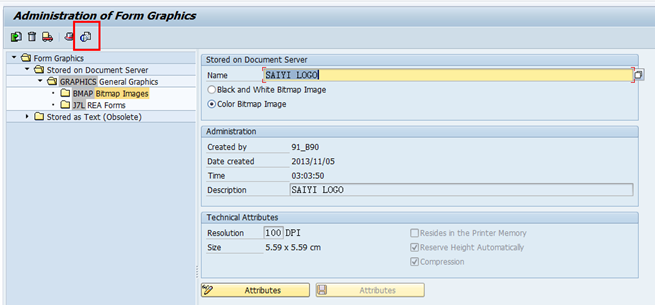 Administration of Form Graphics
Form Graphics
Stored on Document Server
GRAPHICS General Graphics
BMAP Bitmap Images
J7L REA Forms
Stored as Text (Obsolete)
Stored on Document Server
Name SAIYI LOGO
Black and White Bitmap Image
Color Bitmap Image
Administration
Created by 91_B90
Date created 2013/11/05
Time 03:03:50
Description SAIYI LOGO
Technical Attributes
Resolution 100 DPI Resides in the Printer Memory
Size 5.59 x 5.59 cm Reserve Height Automatically
Compression
Attributes Attributes